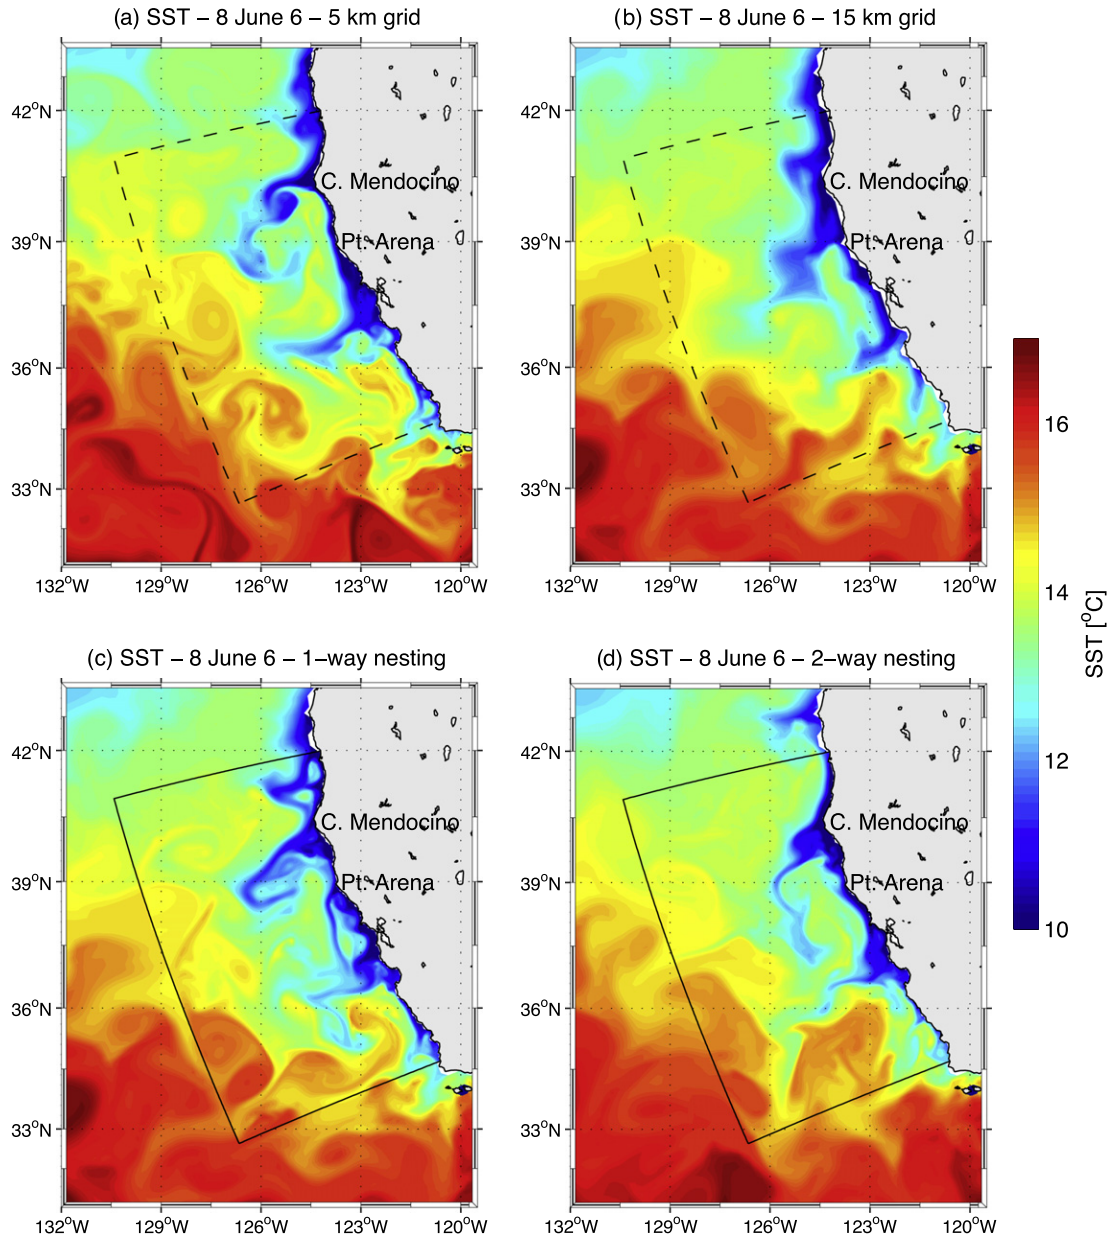 (a) SST – 8 June 6 – 5 km grid
(b) SST – 8 June 6 – 15 km grid
42°N
39°N
36°N
33°N
132°W 129°W 126°W 123°W 120°W
C. Mendocino
Pt. Arena
42°N
39°N
36°N
33°N
132°W 129°W 126°W 123°W 120°W
C. Mendocino
Pt. Arena
(c) SST – 8 June 6 – 1–way nesting
(d) SST – 8 June 6 – 2–way nesting
42°N
39°N
36°N
33°N
132°W 129°W 126°W 123°W 120°W
C. Mendocino
Pt. Arena
42°N
39°N
36°N
33°N
132°W 129°W 126°W 123°W 120°W
C. Mendocino
Pt. Arena
16
14
12
10
SST [°C]